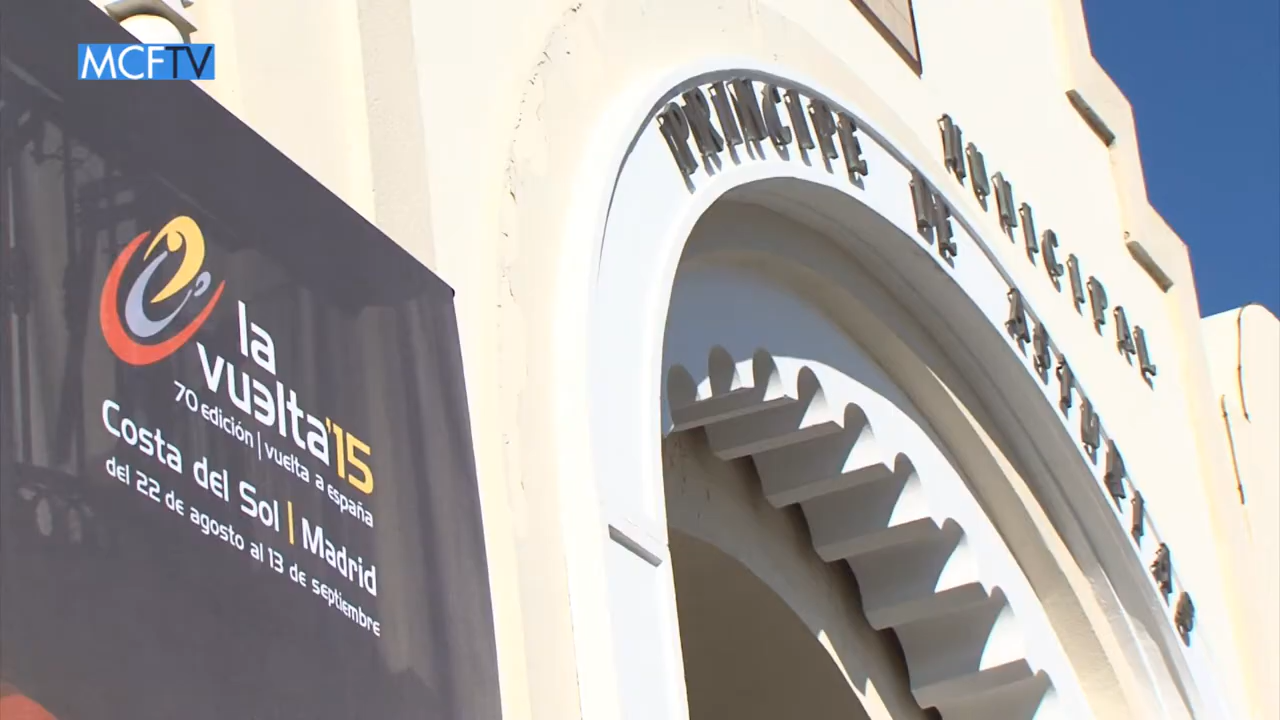 MCFTV
la
vuelta'15
70 edición | vuelta a españa
Costa del Sol | Madrid
del 22 de agosto al 13 de septiembre
MUNICIPAL
PRINCIPE DE ASTURIAS